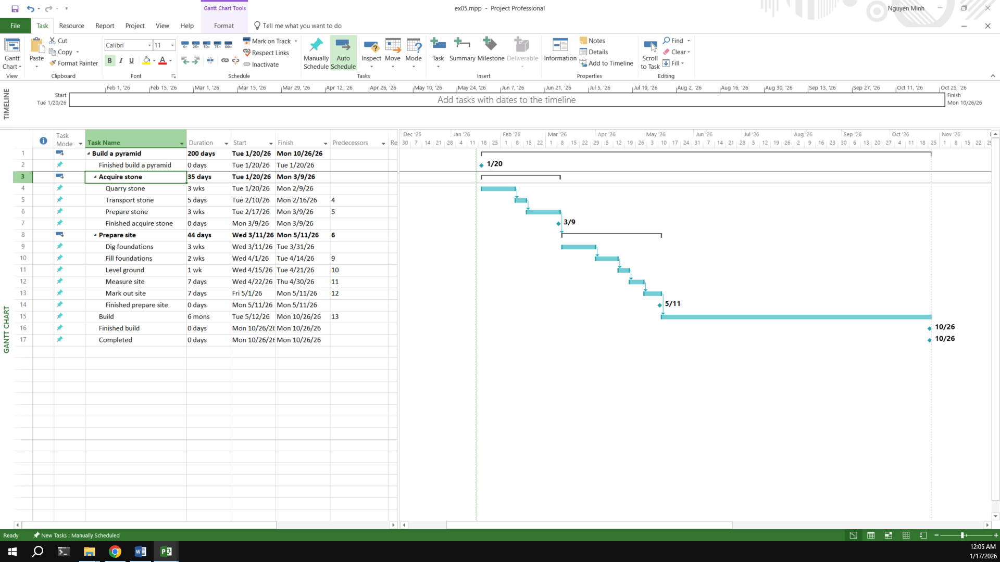 Gantt Chart Tools
ex05.mpp - Project Professional
Nguyen Minh
File Task Resource Report Project View Help Format Tell me what you want to do
Gantt Chart
View
Paste
Cut
Copy
Format Painter
Clipboard
Calibri 11
B I U A
Font
0% 25% 50% 75% 100%
Mark on Track
Respect Links
Inactivate
Schedule
Manually Schedule
Auto Schedule
Inspect
Move
Mode
Tasks
Task
Summary
Milestone
Deliverable
Insert
Information
Notes
Details
Add to Timeline
Properties
Scroll to Task
Find
Clear
Fill
Editing
TIMELINE
Feb 1, '26 Feb 15, '26 Mar 1, '26 Mar 15, '26 Mar 29, '26 Apr 12, '26 Apr 26, '26 May 10, '26 May 24, '26 Jun 7, '26 Jun 21, '26 Jul 5, '26 Jul 19, '26 Aug 2, '26 Aug 16, '26 Aug 30, '26 Sep 13, '26 Sep 27, '26 Oct 11, '26 Oct 25, '26
Start
Tue 1/20/26
Add tasks with dates to the timeline
Finish
Mon 10/26/26
GANTT CHART
Task Mode Task Name Duration Start Finish Predecessors Re
1 Build a pyramid 200 days Tue 1/20/26 Mon 10/26/26
2 Finished build a pyramid 0 days Tue 1/20/26 Tue 1/20/26
3 Acquire stone 35 days Tue 1/20/26 Mon 3/9/26
4 Quarry stone 3 wks Tue 1/20/26 Mon 2/9/26
5 Transport stone 5 days Tue 2/10/26 Mon 2/16/26 4
6 Prepare stone 3 wks Tue 2/17/26 Mon 3/9/26 5
7 Finished acquire stone 0 days Mon 3/9/26 Mon 3/9/26
8 Prepare site 44 days Wed 3/11/26 Mon 5/11/26 6
9 Dig foundations 3 wks Wed 3/11/26 Tue 3/31/26
10 Fill foundations 2 wks Wed 4/1/26 Tue 4/14/26 9
11 Level ground 1 wk Wed 4/15/26 Tue 4/21/26 10
12 Measure site 7 days Wed 4/22/26 Thu 4/30/26 11
13 Mark out site 7 days Fri 5/1/26 Mon 5/11/26 12
14 Finished prepare site 0 days Mon 5/11/26 Mon 5/11/26
15 Build 6 mons Tue 5/12/26 Mon 10/26/26 13
16 Finished build 0 days Mon 10/26/26 Mon 10/26/26
17 Completed 0 days Mon 10/26/26 Mon 10/26/26
Dec '25 Jan '26 Feb '26 Mar '26 Apr '26 May '26 Jun '26 Jul '26 Aug '26 Sep '26 Oct '26 Nov '26
30 7 14 21 28 4 11 18 25 1 8 15 22 1 8 15 22 29 5 12 19 26 3 10 17 24 31 7 14 21 28 5 12 19 26 2 9 16 23 30 6 13 20 27 4 11 18 25 1 8 15 22
1/20
3/9
5/11
10/26
10/26
Ready New Tasks : Manually Scheduled
12:05 AM
1/17/2026